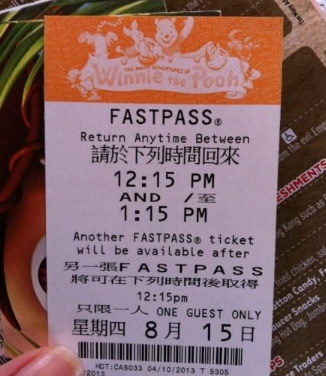 THE MANY ADVENTURES OF
Winnie the Pooh
FASTPASS®
Return Anytime Between
請於下列時間回來
12:15 PM
AND /至
1:15 PM
Another FASTPASS® ticket
will be available after
另一張FASTPASS
將可在下列時間後取得
12:15pm
只限一人 ONE GUEST ONLY
星期四 8月 15日
HDT:CAS033 04/10/2013 T 5305
/2013